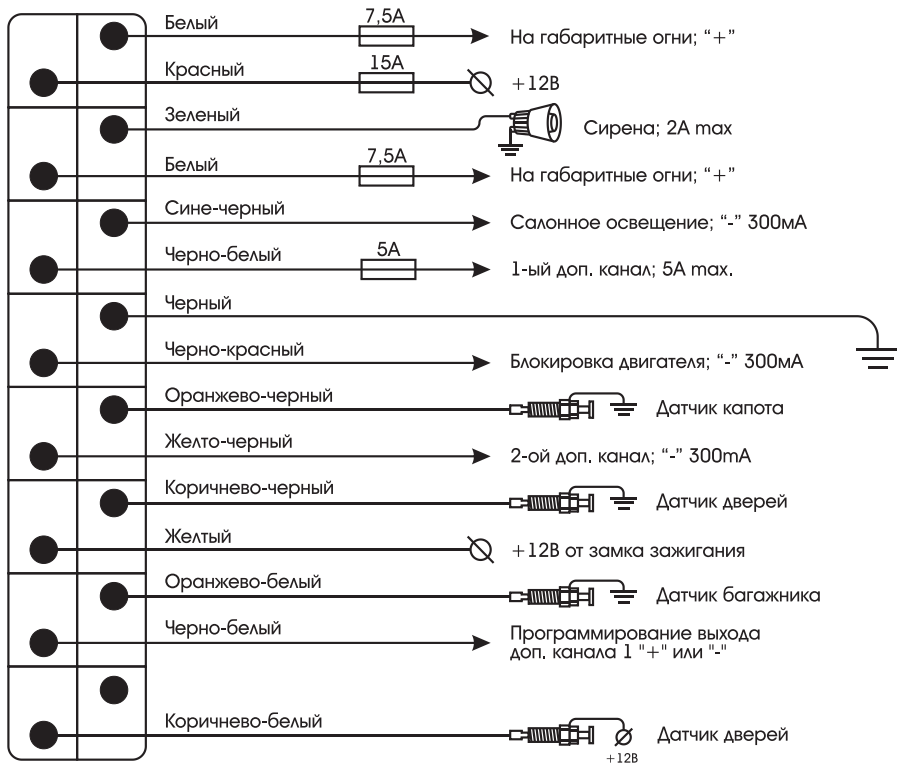 Белый 7,5А На габаритные огни; “+”
Красный 15А +12В
Зеленый Сирена; 2А max
Белый 7,5А На габаритные огни; “+”
Сине-черный Салонное освещение; “-” 300мА
Черно-белый 5А 1-ый доп. канал; 5А max.
Черный
Черно-красный Блокировка двигателя; “-” 300мА
Оранжево-черный Датчик капота
Желто-черный 2-ой доп. канал; “-” 300mА
Коричнево-черный Датчик дверей
Желтый +12В от замка зажигания
Оранжево-белый Датчик багажника
Черно-белый Программирование выхода
доп. канала 1 "+" или "-"
Коричнево-белый Датчик дверей
+12В